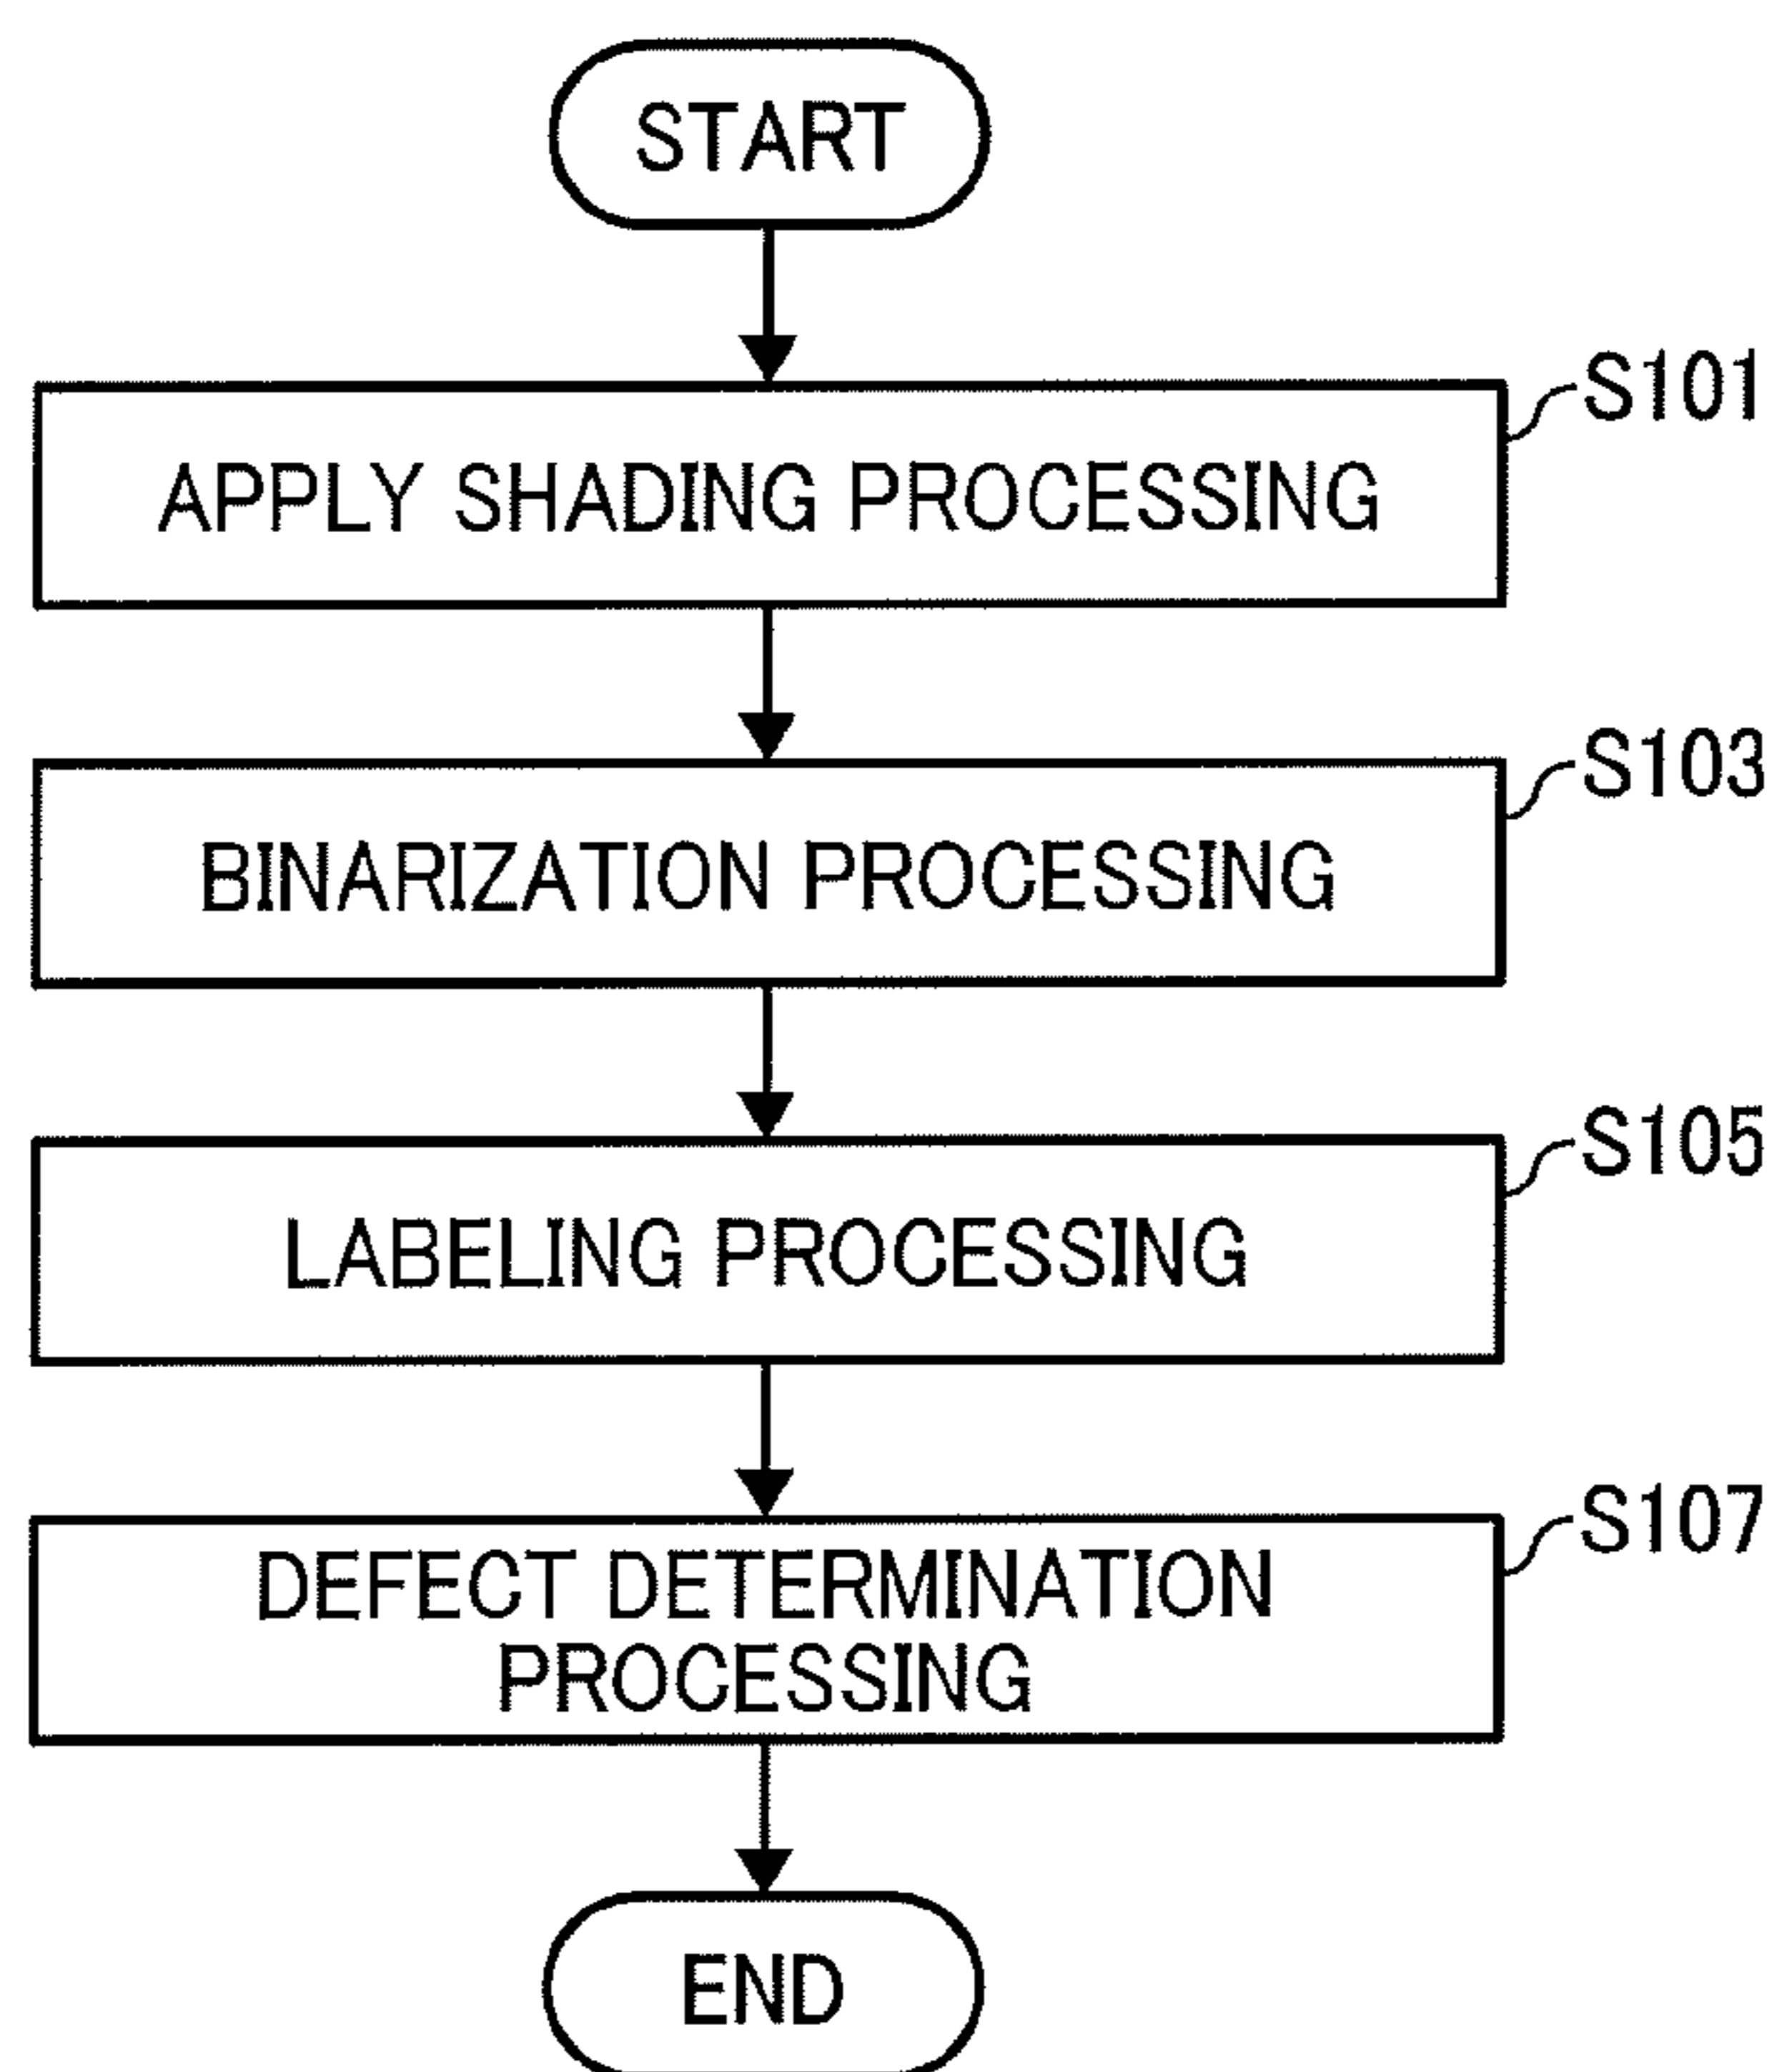 START
S101
APPLY SHADING PROCESSING
S103
BINARIZATION PROCESSING
S105
LABELING PROCESSING
S107
DEFECT DETERMINATION
PROCESSING
END